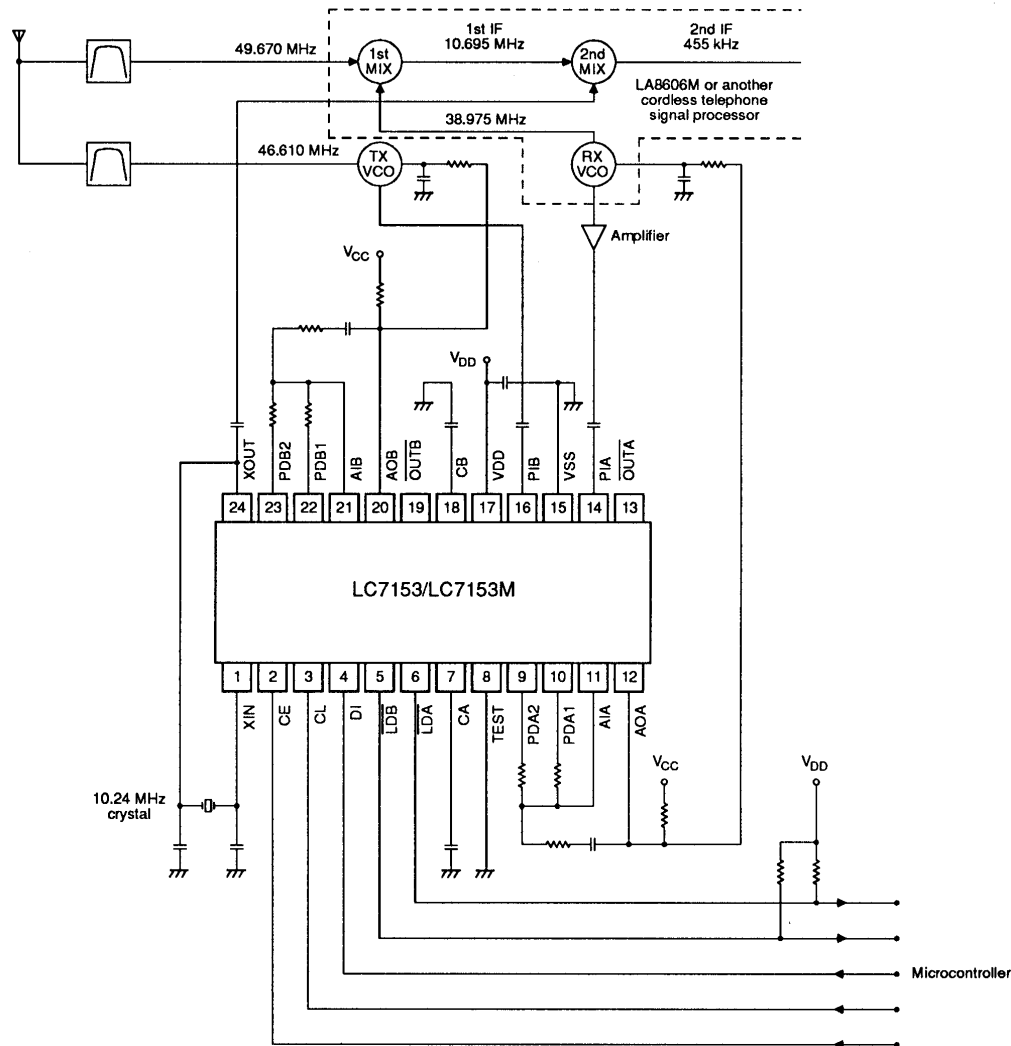 1st IF
10.695 MHz
2nd IF
455 kHz
49.670 MHz
1st
MIX
2nd
MIX
LA8606M or another
cordless telephone
signal processor
38.975 MHz
46.610 MHz
TX
VCO
RX
VCO
Amplifier
VCC
VDD
XOUT
PDB2
PDB1
AIB
AOB
OUTB
CB
VDD
PIB
VSS
PIA
OUTA
24 23 22 21 20 19 18 17 16 15 14 13
LC7153/LC7153M
1 2 3 4 5 6 7 8 9 10 11 12
XIN
CE
CL
DI
LDB
LDA
CA
TEST
PDA2
PDA1
AIA
AOA
VCC
VDD
10.24 MHz
crystal
Microcontroller